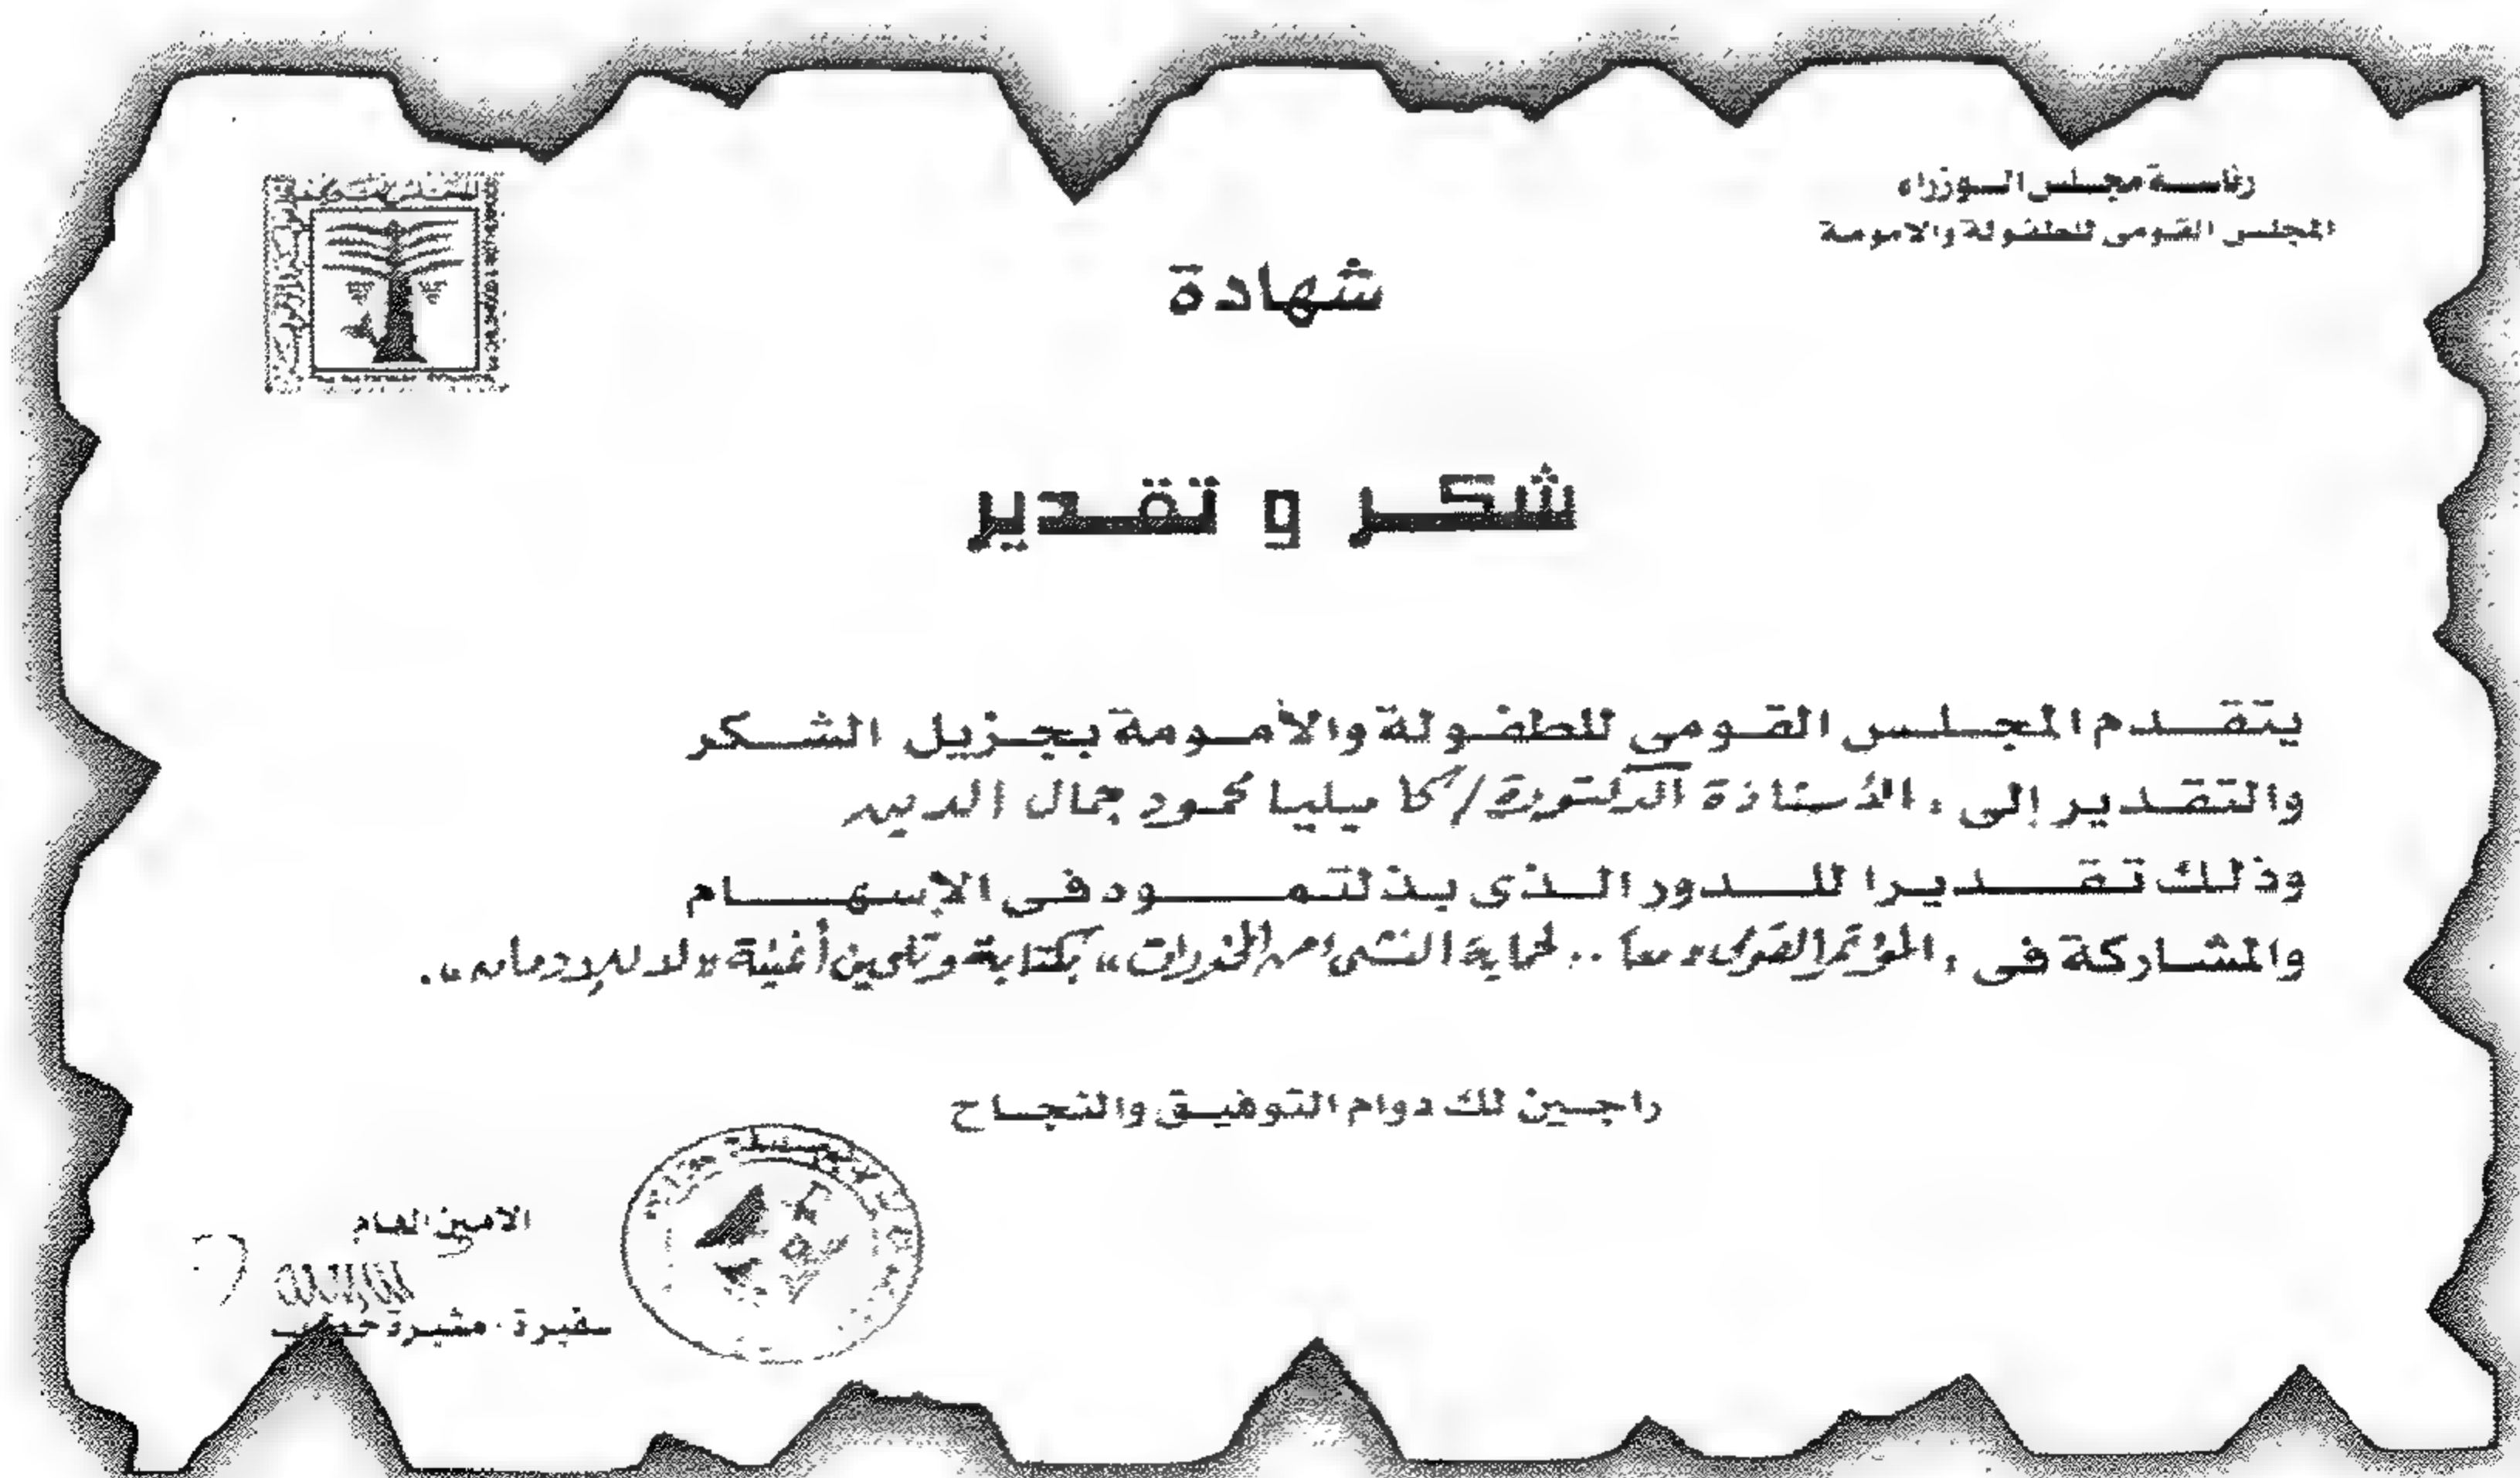 رئاسة مجلس الوزراء
المجلس القومى للطفولة والامومة
شهادة
شكر و تقدير
يتقدم المجلس القومى للطفولة والأمومة بجزيل الشكر
والتقدير إلى : الأستاذة الدكتورة / كاميليا محمود جمال الدين
وذلك تقديرا للدور الذى بذلتموه فى الإسهام
والمشاركة فى : المؤتمر القومى « معا .. لحماية النشىء من المخدرات » بكتابة وتلحين أغنية « لا للإدمان » .
راجين لك دوام التوفيق والنجاح
الامين العام
سفيرة . مشيرة خطاب